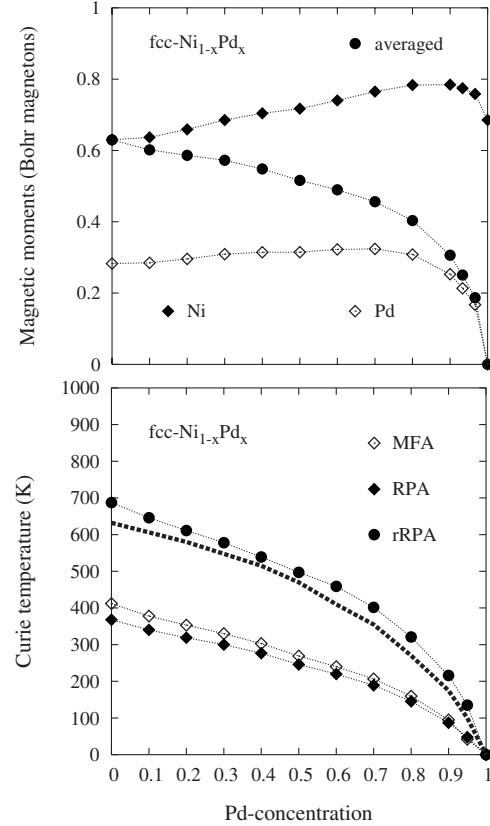 1
0.8
0.6
0.4
0.2
0
Magnetic moments (Bohr magnetons)
fcc-Ni1-xPdx
averaged
Ni
Pd
1000
900
800
700
600
500
400
300
200
100
0
Curie temperature (K)
fcc-Ni1-xPdx
MFA
RPA
rRPA
0 0.1 0.2 0.3 0.4 0.5 0.6 0.7 0.8 0.9 1
Pd-concentration